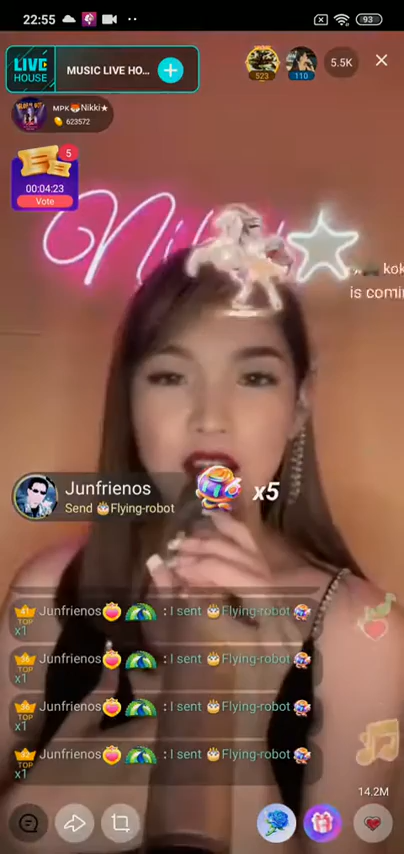 22:55
93
LIVE
HOUSE
MUSIC LIVE HO...
523
110
5.5K
MPK🦊Nikki★
623572
5
00:04:23
Vote
kok
is comin
Junfrienos
Send Flying-robot
x5
Junfrienos : I sent Flying-robot
TOP
x1
Junfrienos : I sent Flying-robot
TOP
x1
Junfrienos : I sent Flying-robot
TOP
x1
Junfrienos : I sent Flying-robot
TOP
x1
14.2M